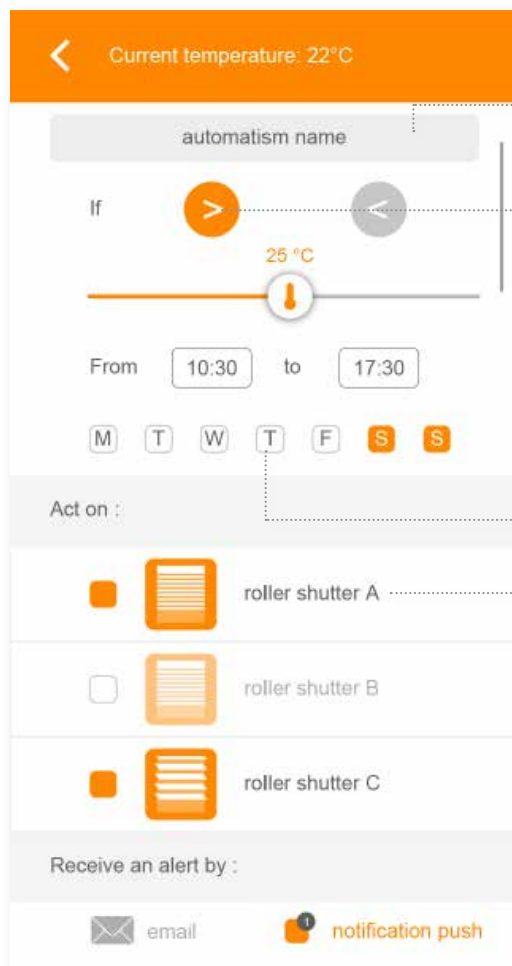 Current temperature: 22°C
automatism name
If > <
25 °C
From 10:30 to 17:30
M T W T F S S
Act on :
roller shutter A
roller shutter B
roller shutter C
Receive an alert by :
email 1 notification push